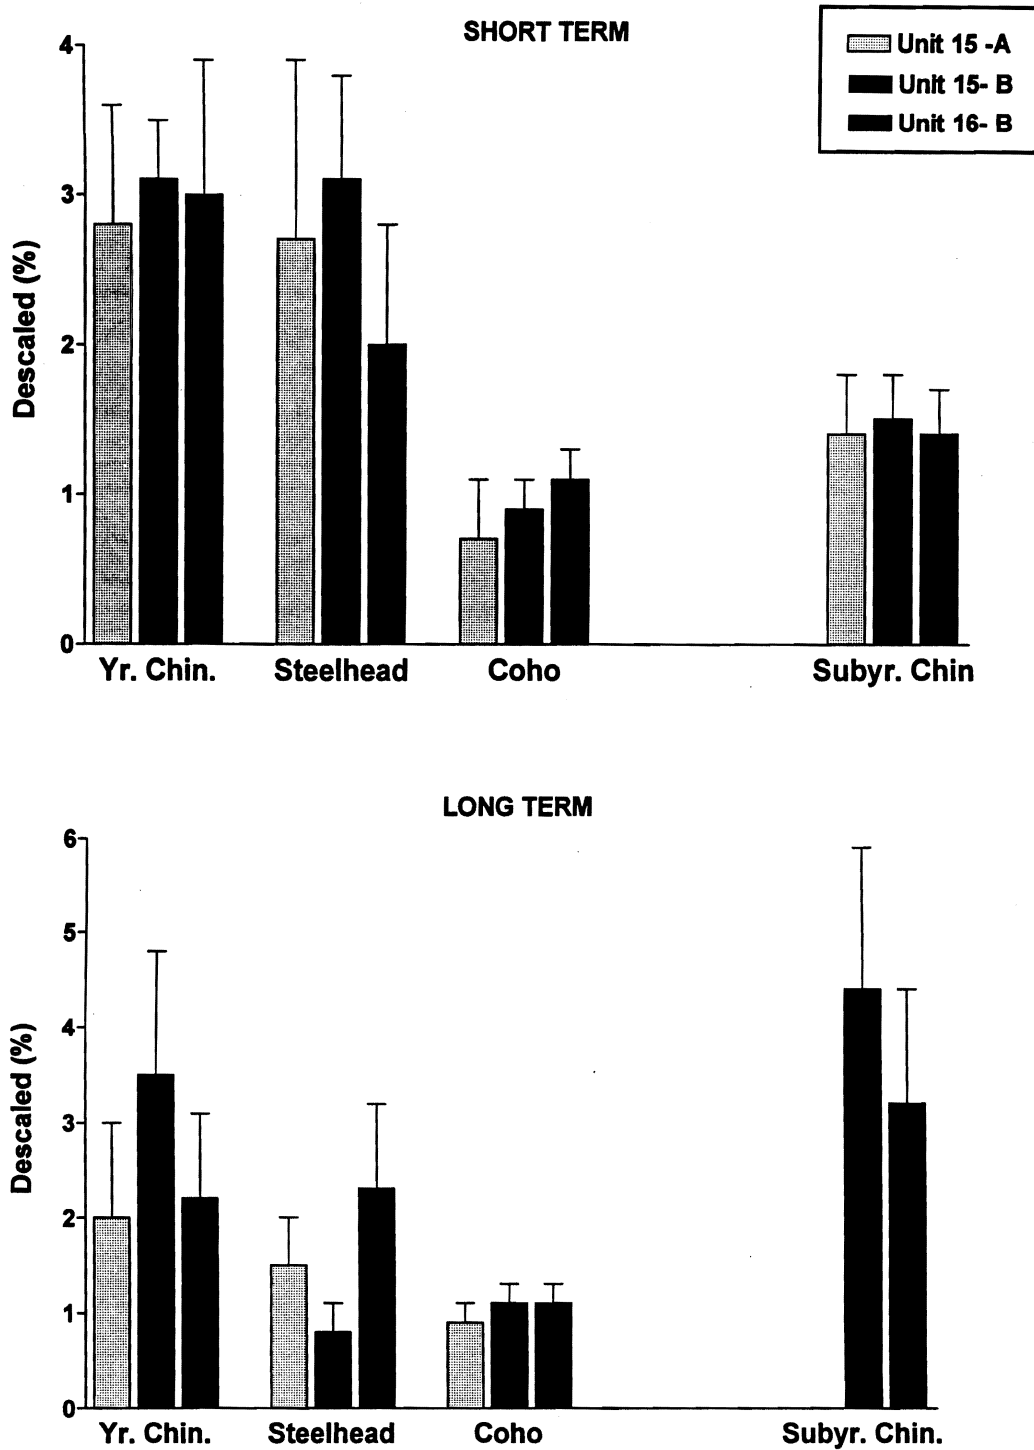 SHORT TERM
Unit 15 -A
Unit 15- B
Unit 16- B
Descaled (%)
4
3
2
1
0
Yr. Chin. Steelhead Coho Subyr. Chin
LONG TERM
Descaled (%)
6
5
4
3
2
1
0
Yr. Chin. Steelhead Coho Subyr. Chin.